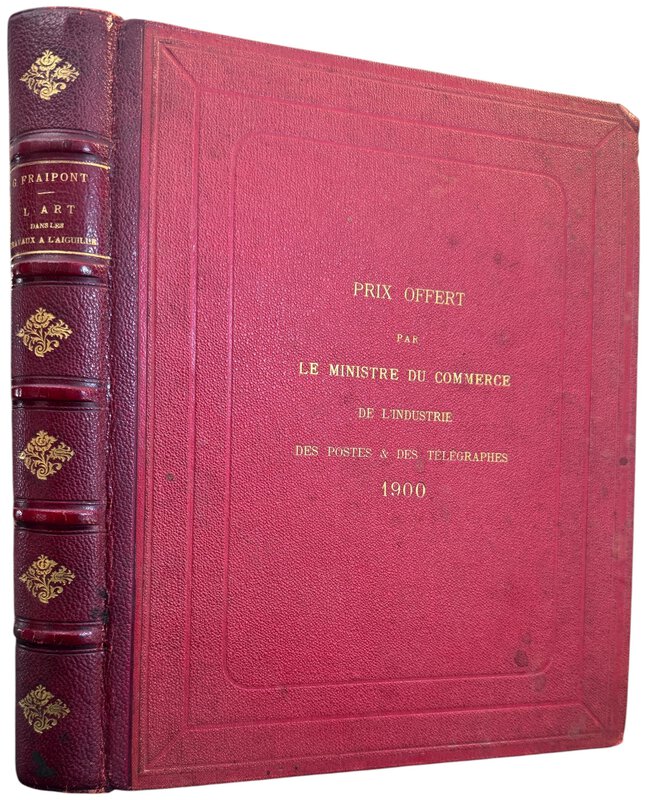 G. FRAIPONT
L'ART
DANS LES
TRAVAUX A L'AIGUILLE
PRIX OFFERT
PAR
LE MINISTRE DU COMMERCE
DE L'INDUSTRIE
DES POSTES & DES TÉLÉGRAPHES
1900